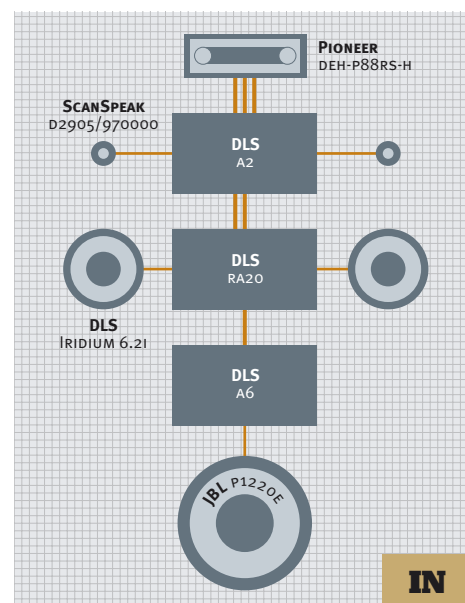 Pioneer
DEH-P88RS-H
ScanSpeak
D2905/970000
DLS
A2
DLS
RA20
DLS
Iridium 6.2i
DLS
A6
JBL P1220E
IN